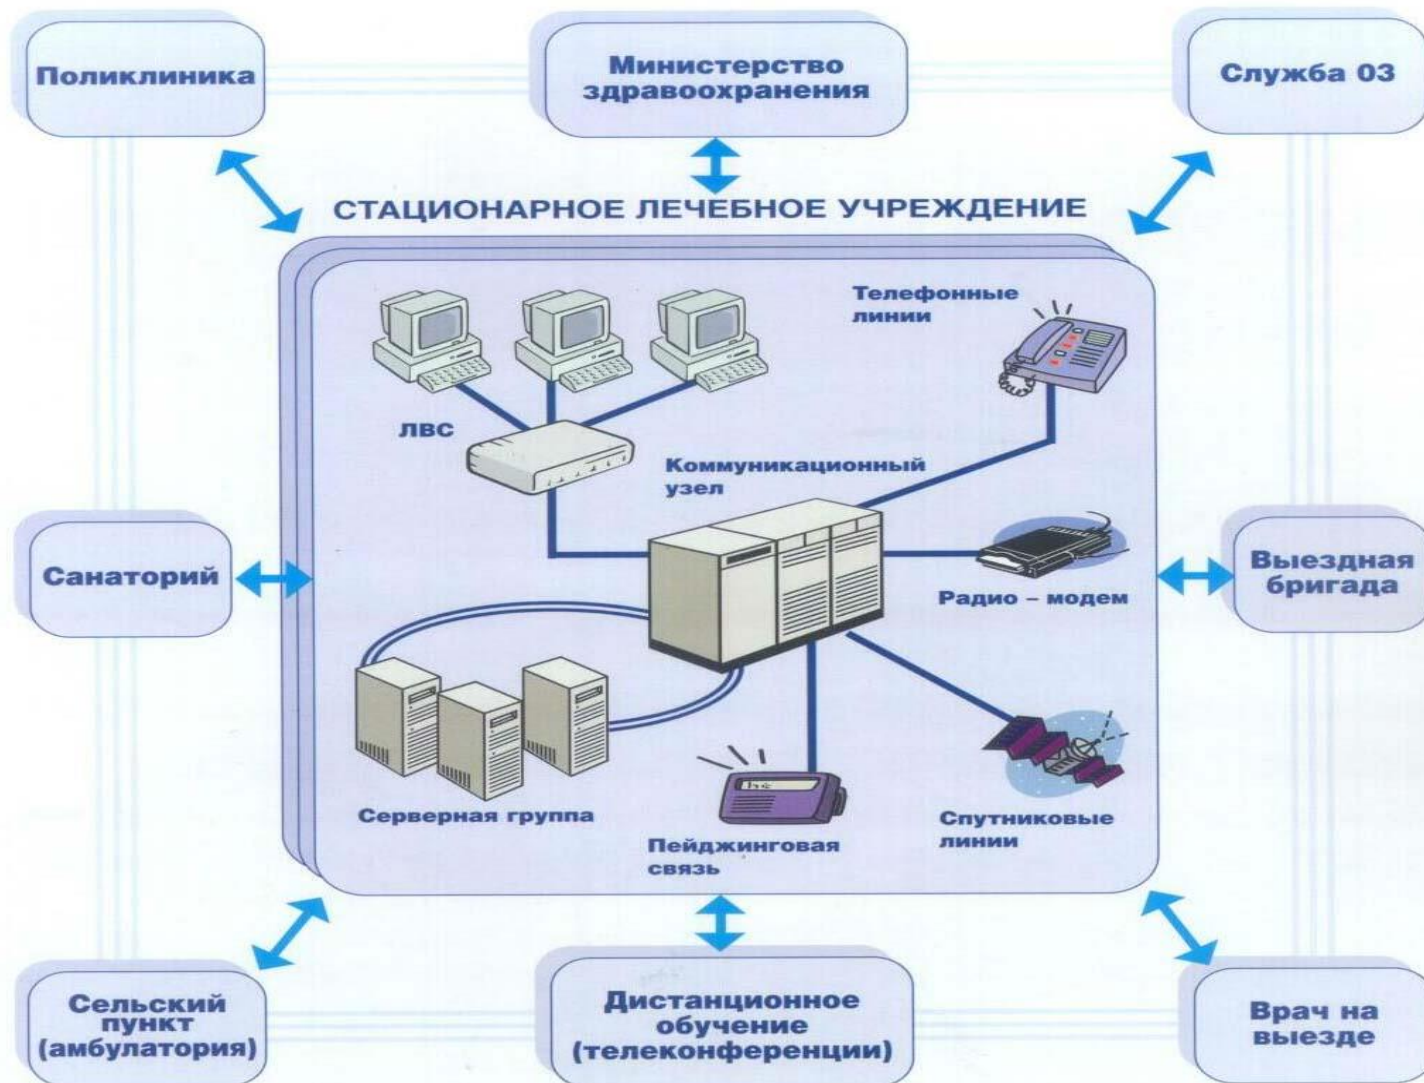 Поликлиника
Министерство
здравоохранения
Служба 03
СТАЦИОНАРНОЕ ЛЕЧЕБНОЕ УЧРЕЖДЕНИЕ
Телефонные
линии
ЛВС
Коммуникационный
узел
Санаторий
Радио – модем
Выездная
бригада
Серверная группа
Пейджинговая
связь
Спутниковые
линии
Сельский
пункт
(амбулатория)
Дистанционное
обучение
(телеконференции)
Врач на
выезде